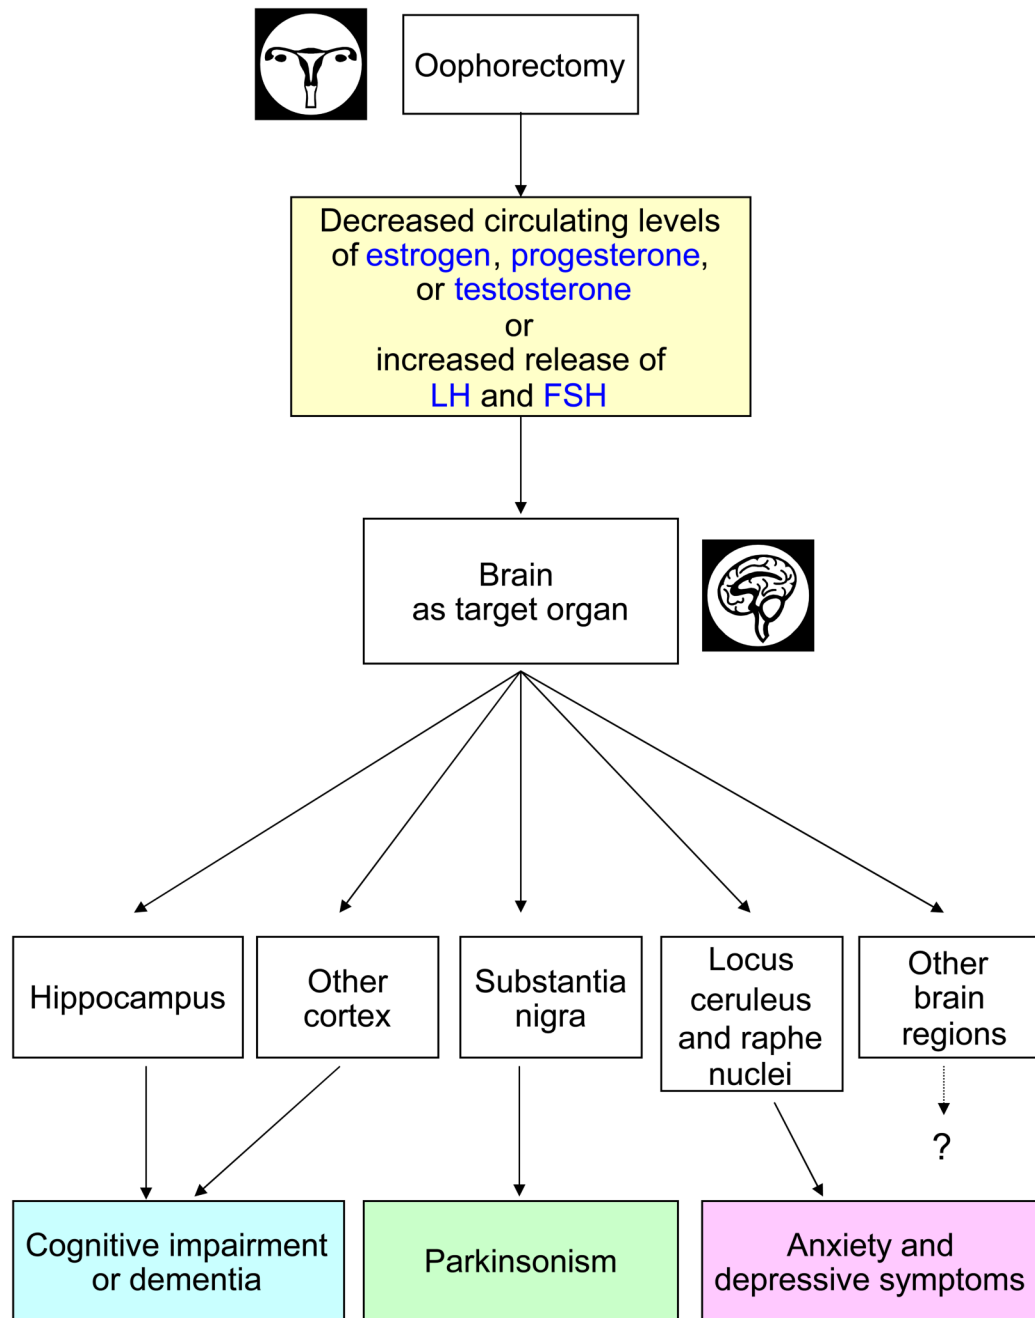 Oophorectomy
Decreased circulating levels
of estrogen, progesterone,
or testosterone
or
increased release of
LH and FSH
Brain
as target organ
Hippocampus
Other
cortex
Substantia
nigra
Locus
ceruleus
and raphe
nuclei
Other
brain
regions
?
Cognitive impairment
or dementia
Parkinsonism
Anxiety and
depressive symptoms